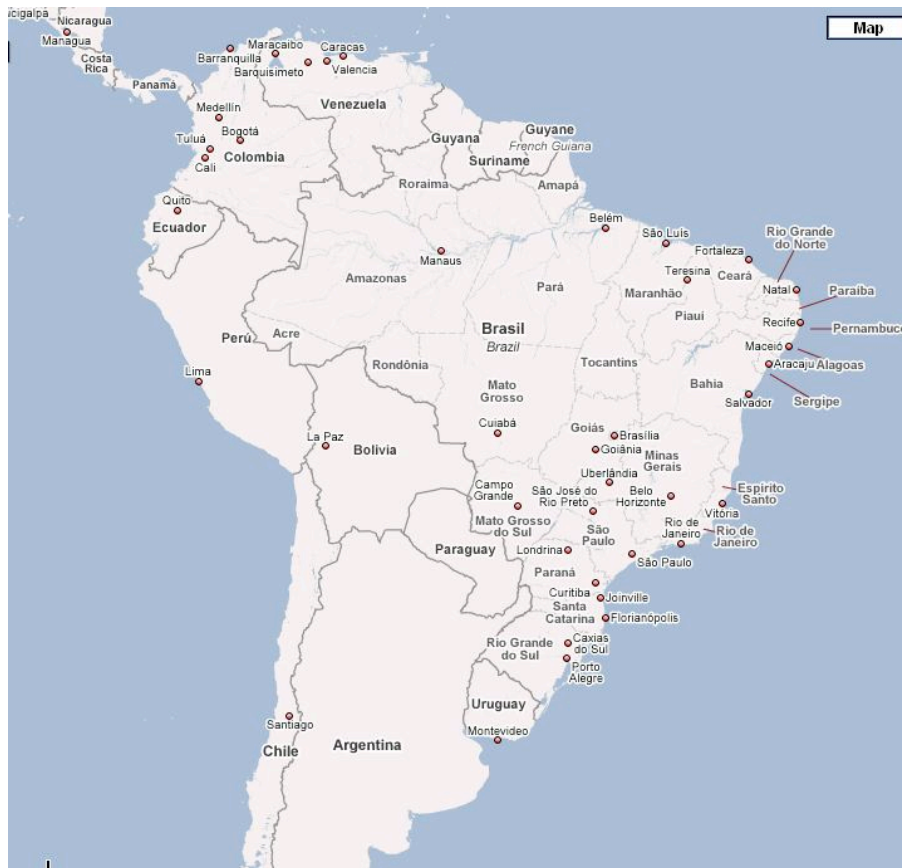 ucigalpá
Nicaragua
Managua
Map
Costa
Rica
Panamá
Barranquilla
Maracaibo
Caracas
Barquisimeto
Valencia
Venezuela
Medellín
Bogotá
Tuluá
Cali
Colombia
Guyana
Guyane
French Guiana
Suriname
Roraima
Amapá
Quito
Ecuador
Belém
São Luís
Rio Grande
do Norte
Manaus
Fortaleza
Amazonas
Pará
Teresina
Ceará
Maranhão
Natal
Paraíba
Piauí
Perú
Acre
Brasil
Brazil
Recife
Pernambuco
Rondônia
Tocantins
Maceió
Alagoas
Aracaju
Lima
Mato
Grosso
Bahia
Sergipe
Salvador
Cuiabá
Goiás
Brasília
La Paz
Bolivia
Goiânia
Minas
Gerais
Uberlândia
Campo
Grande
São José do
Rio Preto
Belo
Horizonte
Espirito
Santo
Vitória
Mato Grosso
do Sul
São
Paulo
Rio de
Janeiro
Rio de
Janeiro
Paraguay
Londrina
São Paulo
Paraná
Curitiba
Joinville
Santa
Catarina
Florianópolis
Rio Grande
do Sul
Caxias
do Sul
Porto
Alegre
Uruguay
Santiago
Montevideo
Chile
Argentina